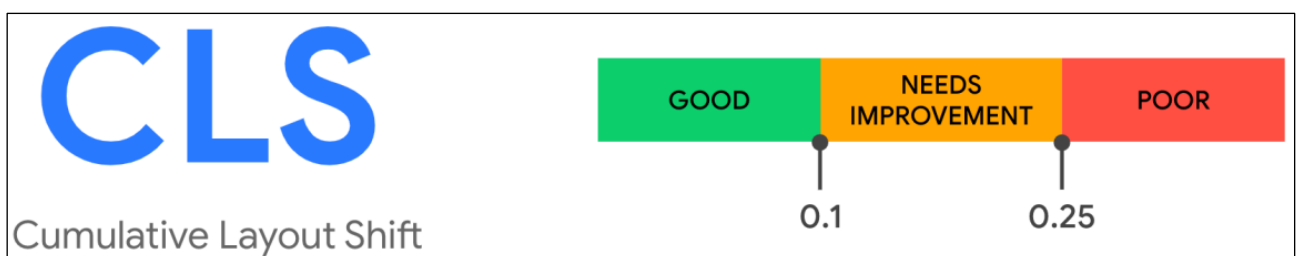 CLS
Cumulative Layout Shift
GOOD
NEEDS
IMPROVEMENT
POOR
0.1
0.25